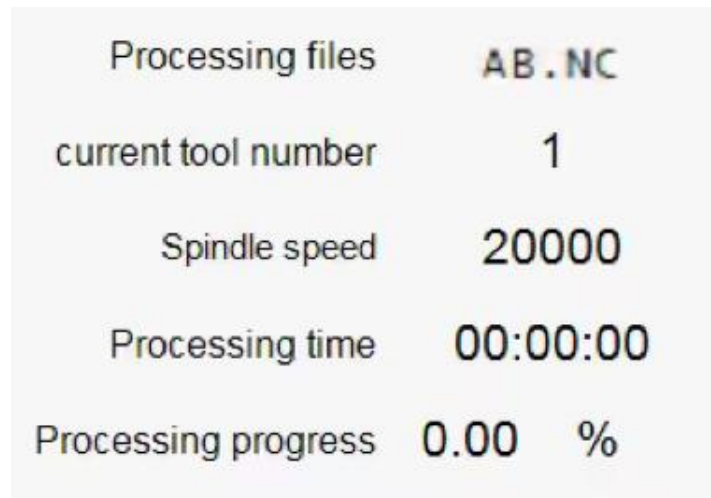 Processing files AB.NC
current tool number 1
Spindle speed 20000
Processing time 00:00:00
Processing progress 0.00 %